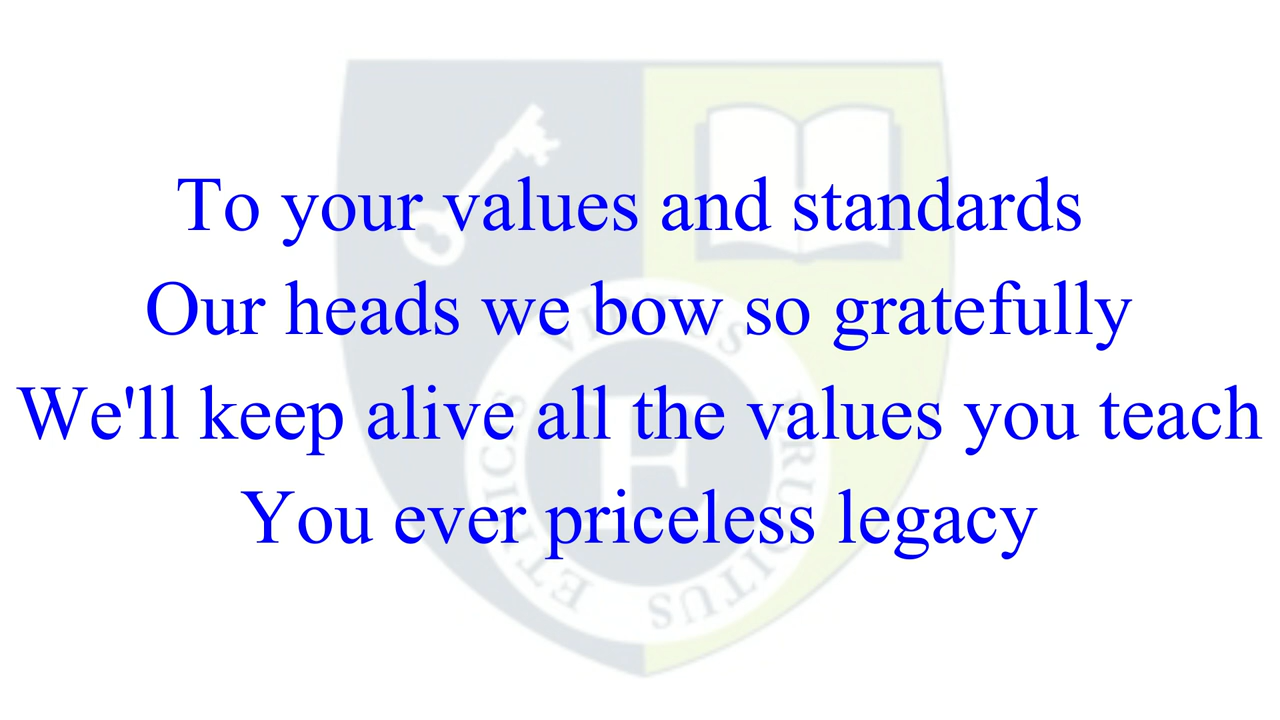 To your values and standards
Our heads we bow so gratefully
We'll keep alive all the values you teach
You ever priceless legacy
E